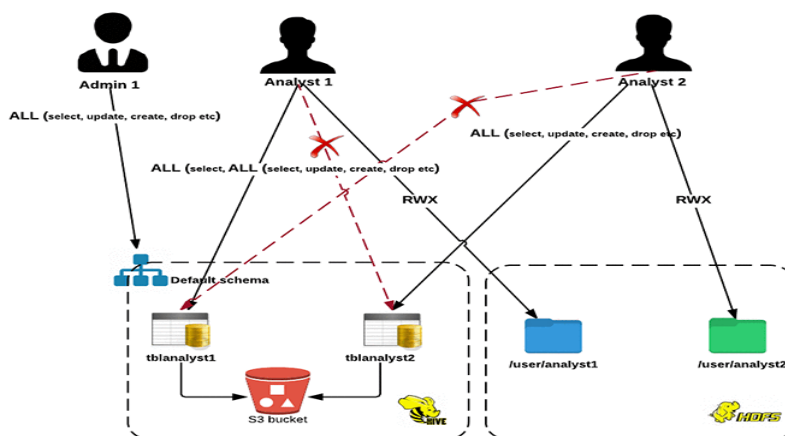 Admin 1
Analyst 1
Analyst 2
ALL (select, update, create, drop etc)
ALL (select, update, create, drop etc)
ALL (select, ALL (select, update, create, drop etc)
RWX
RWX
Default schema
tblanalyst1
tblanalyst2
/user/analyst1
/user/analyst2
S3 bucket
HIVE
HDFS